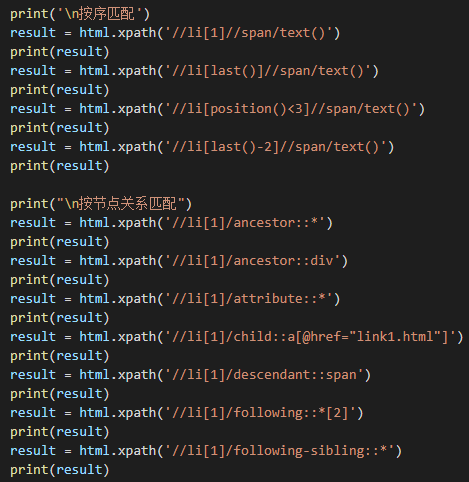 print('\n按序匹配')
result = html.xpath('//li[1]//span/text()')
print(result)
result = html.xpath('//li[last()]//span/text()')
print(result)
result = html.xpath('//li[position()<3]//span/text()')
print(result)
result = html.xpath('//li[last()-2]//span/text()')
print(result)
print("\n按节点关系匹配")
result = html.xpath('//li[1]/ancestor::*')
print(result)
result = html.xpath('//li[1]/ancestor::div')
print(result)
result = html.xpath('//li[1]/attribute::*')
print(result)
result = html.xpath('//li[1]/child::a[@href="link1.html"]')
print(result)
result = html.xpath('//li[1]/descendant::span')
print(result)
result = html.xpath('//li[1]/following::*[2]')
print(result)
result = html.xpath('//li[1]/following-sibling::*')
print(result)